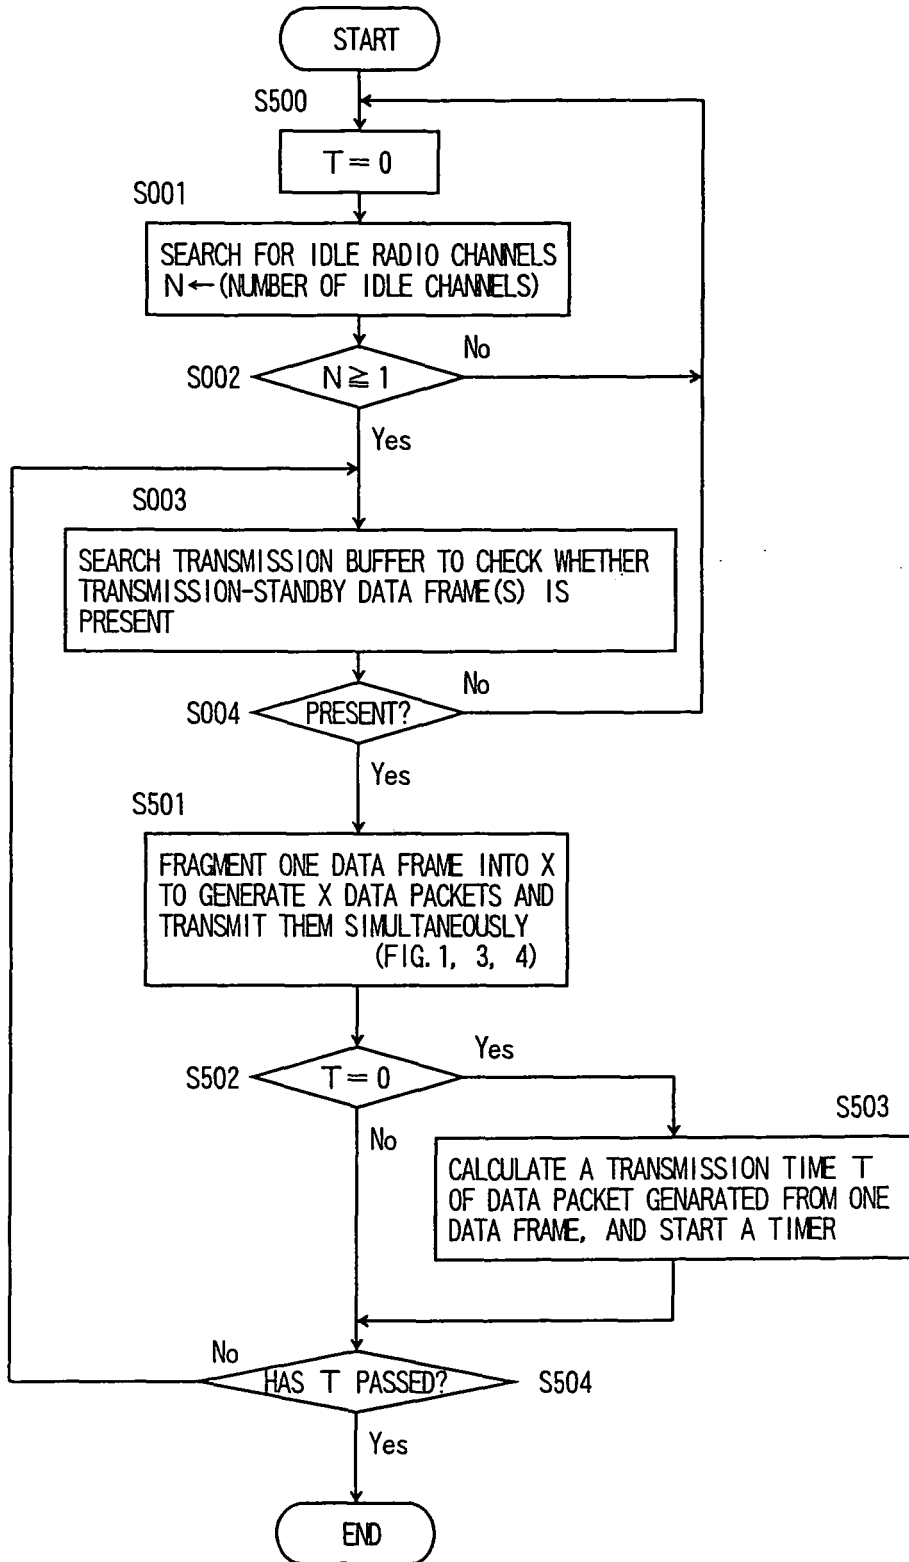 START
S500
T = 0
S001
SEARCH FOR IDLE RADIO CHANNELS
N←(NUMBER OF IDLE CHANNELS)
No
S002
N ≧ 1
Yes
S003
SEARCH TRANSMISSION BUFFER TO CHECK WHETHER
TRANSMISSION-STANDBY DATA FRAME(S) IS
PRESENT
No
S004
PRESENT?
Yes
S501
FRAGMENT ONE DATA FRAME INTO X
TO GENERATE X DATA PACKETS AND
TRANSMIT THEM SIMULTANEOUSLY
(FIG. 1, 3, 4)
Yes
S502
T = 0
S503
No
CALCULATE A TRANSMISSION TIME T
OF DATA PACKET GENARATED FROM ONE
DATA FRAME, AND START A TIMER
No
HAS T PASSED?
S504
Yes
END